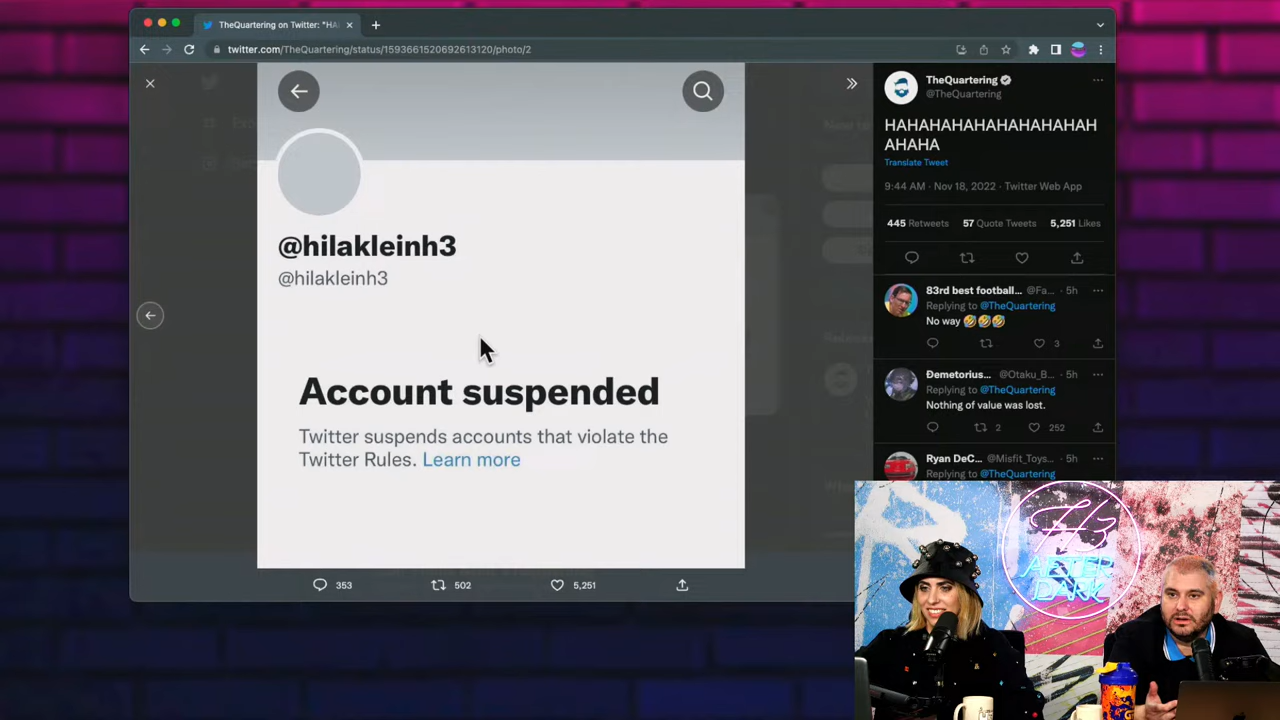 TheQuartering on Twitter: "HA
twitter.com/TheQuartering/status/1593661520692613120/photo/2
@hilakleinh3
@hilakleinh3
Account suspended
Twitter suspends accounts that violate the
Twitter Rules. Learn more
353
502
5,251
TheQuartering
@TheQuartering
HAHAHAHAHAHAHAHAHAH
AHAHA
Translate Tweet
9:44 AM · Nov 18, 2022 · Twitter Web App
445 Retweets 57 Quote Tweets 5,251 Likes
83rd best football... @Fa... · 5h
Replying to @TheQuartering
No way 🤣🤣🤣
3
Đemetorius... @Otaku_B... · 5h
Replying to @TheQuartering
Nothing of value was lost.
2 252
Ryan DeC... @Misfit_Toys... · 5h
Replying to @TheQuartering
H3
AFTER
DARK